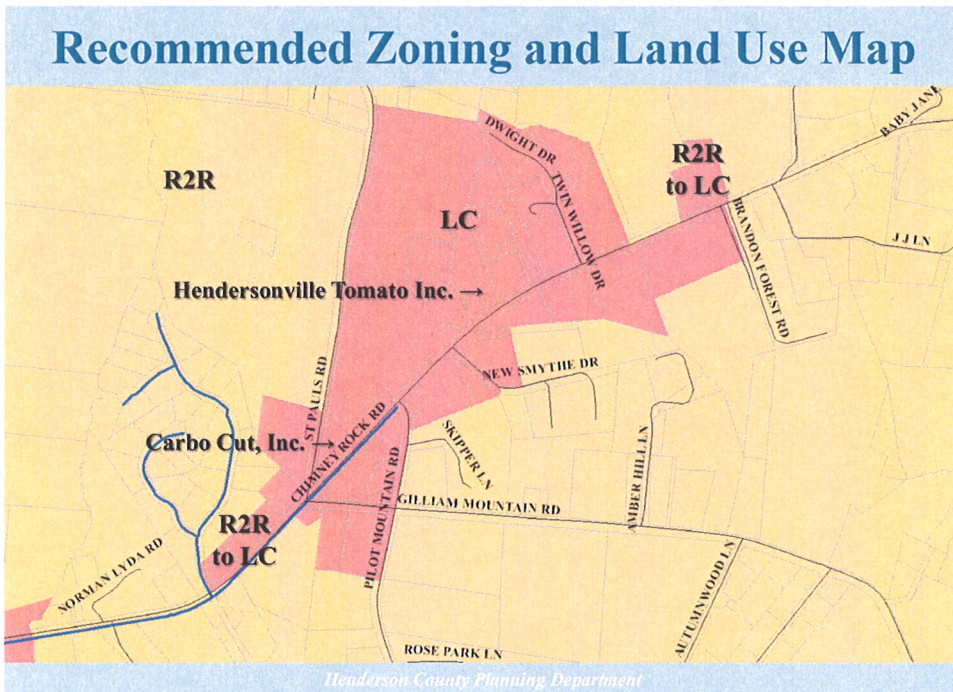 Recommended Zoning and Land Use Map
BABY JANE
DWIGHT DR
R2R
to LC
R2R
TWIN WILLOW DR
LC
BRANDON FOREST RD
J J LN
Hendersonville Tomato Inc. →
ST PAULS RD
NEW SMYTHE DR
CHIMNEY ROCK RD
Carbo Cut, Inc. →
SKIPPER LN
AMBER HILL LN
PILOT MOUNTAIN RD
GILLIAM MOUNTAIN RD
R2R
to LC
NORMAN LYDA RD
AUTUMNWOOD LN
ROSE PARK LN
Henderson County Planning Department